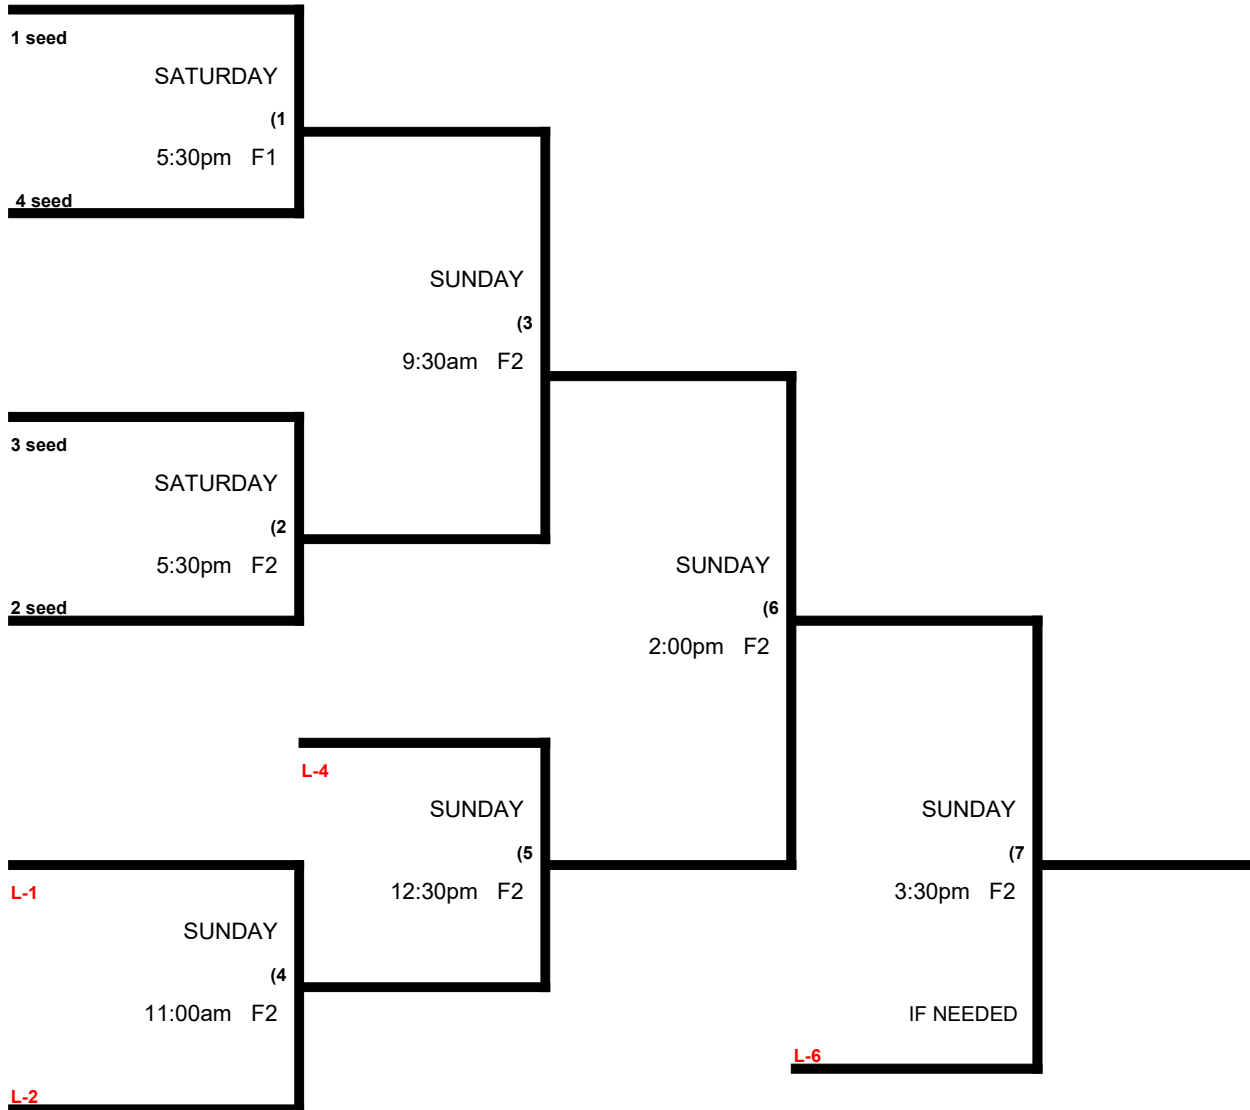 1 seed
SATURDAY
(1
5:30pm F1
4 seed
SUNDAY
(3
9:30am F2
3 seed
SATURDAY
(2
5:30pm F2
2 seed
SUNDAY
(6
2:00pm F2
L-4
SUNDAY
(5
12:30pm F2
SUNDAY
(7
3:30pm F2
L-1
SUNDAY
(4
11:00am F2
IF NEEDED
L-6
L-2